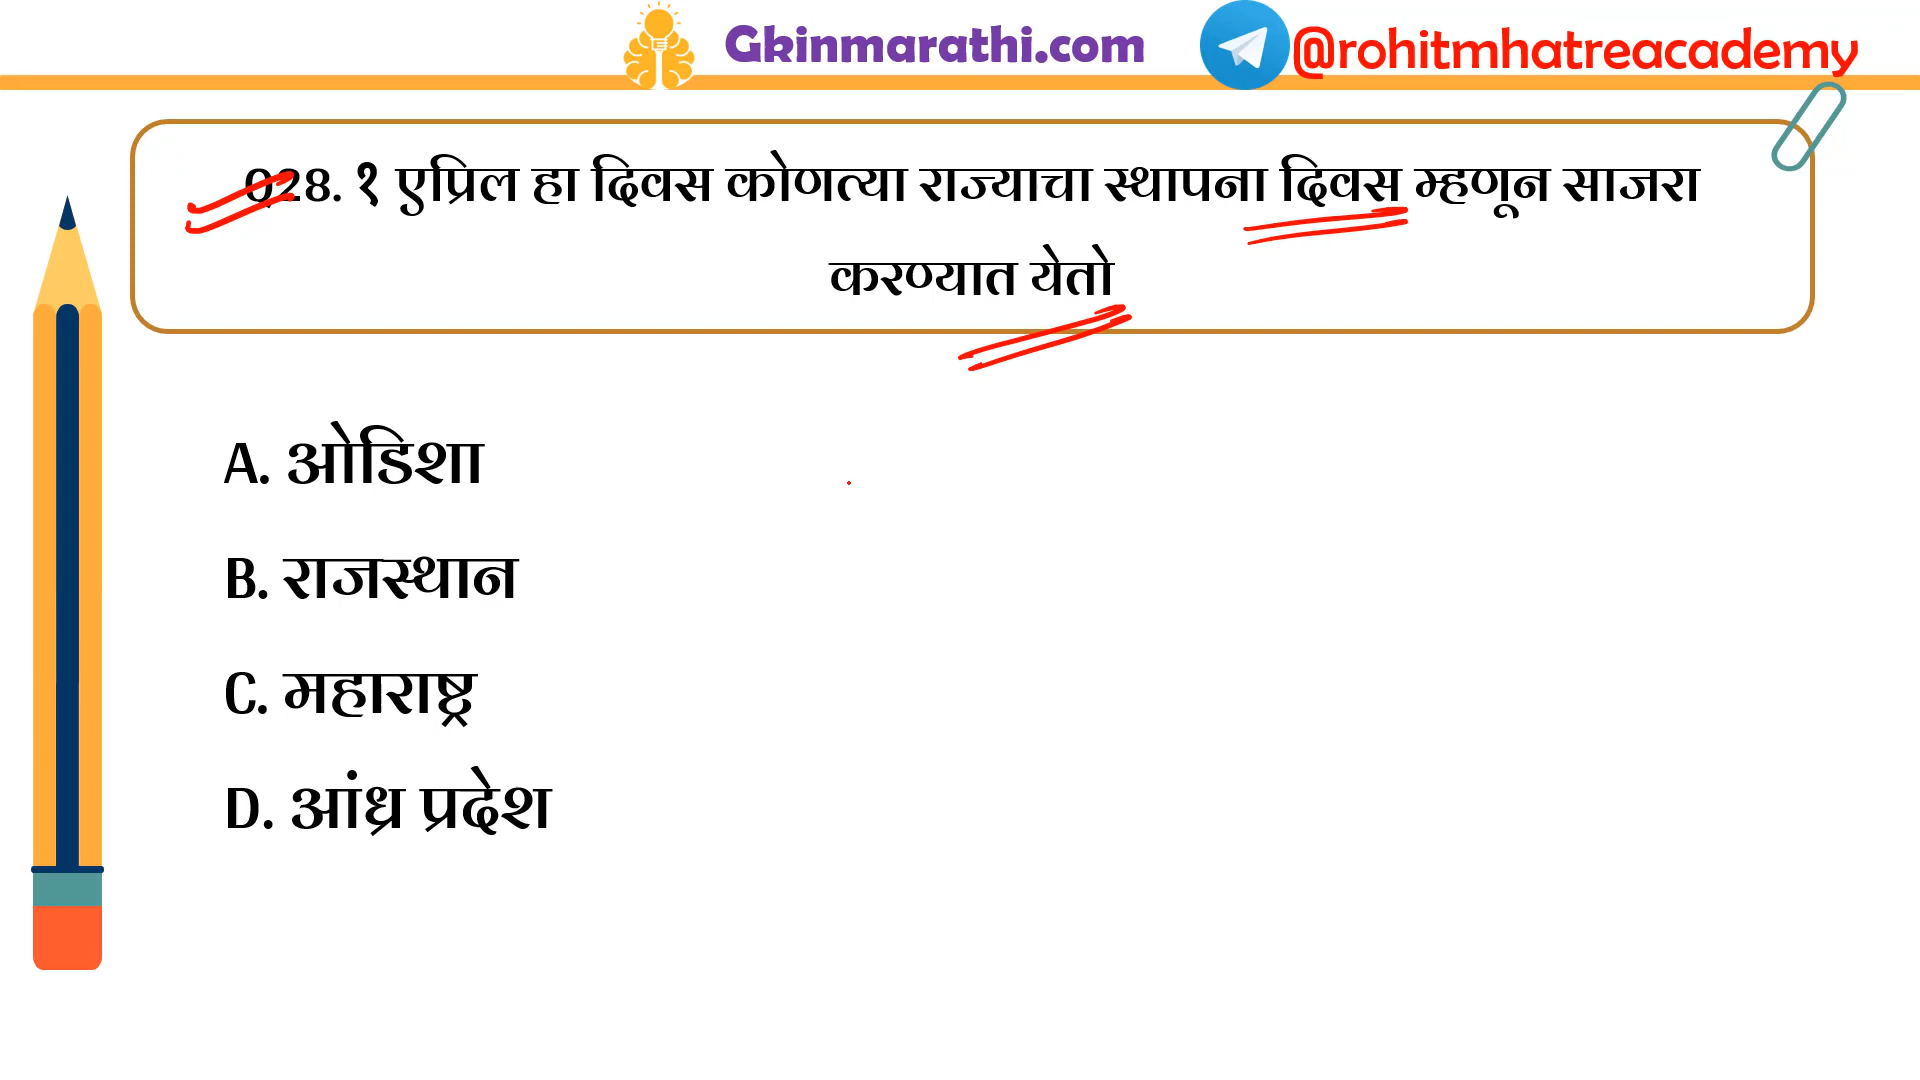 Gkinmarathi.com
@rohitmhatreacademy
Q28. १ एप्रिल हा दिवस कोणत्या राज्याचा स्थापना दिवस म्हणून साजरा
करण्यात येतो
A. ओडिशा
B. राजस्थान
C. महाराष्ट्र
D. आंध्र प्रदेश